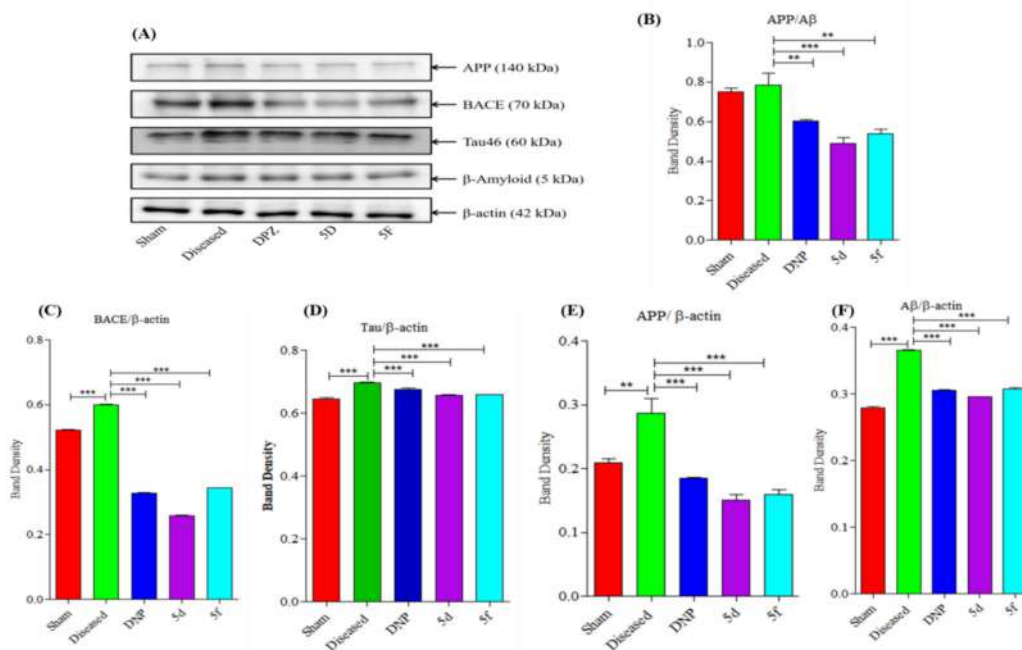 (A)
APP (140 kDa)
BACE (70 kDa)
Tau46 (60 kDa)
β-Amyloid (5 kDa)
β-actin (42 kDa)
Sham Diseased DPZ 5D 5F
(B)
APP/Aβ
**
***
**
Band Density
1.0
0.8
0.6
0.4
0.2
0.0
Sham Diseased DNP 5d 5f
(C)
BACE/β-actin
***
***
*** ***
Band Density
0.8
0.6
0.4
0.2
0.0
Sham Diseased DNP 5d 5f
(D)
Tau/β-actin
***
***
*** ***
Band Density
0.8
0.6
0.4
0.2
0.0
Sham Diseased DNP 5d 5f
(E)
APP/ β-actin
***
***
** ***
Band Density
0.4
0.3
0.2
0.1
0.0
Sham Diseased DNP 5d 5f
(F)
Aβ/β-actin
***
***
*** ***
Band Density
0.4
0.3
0.2
0.1
0.0
Sham Diseased DNP 5d 5f